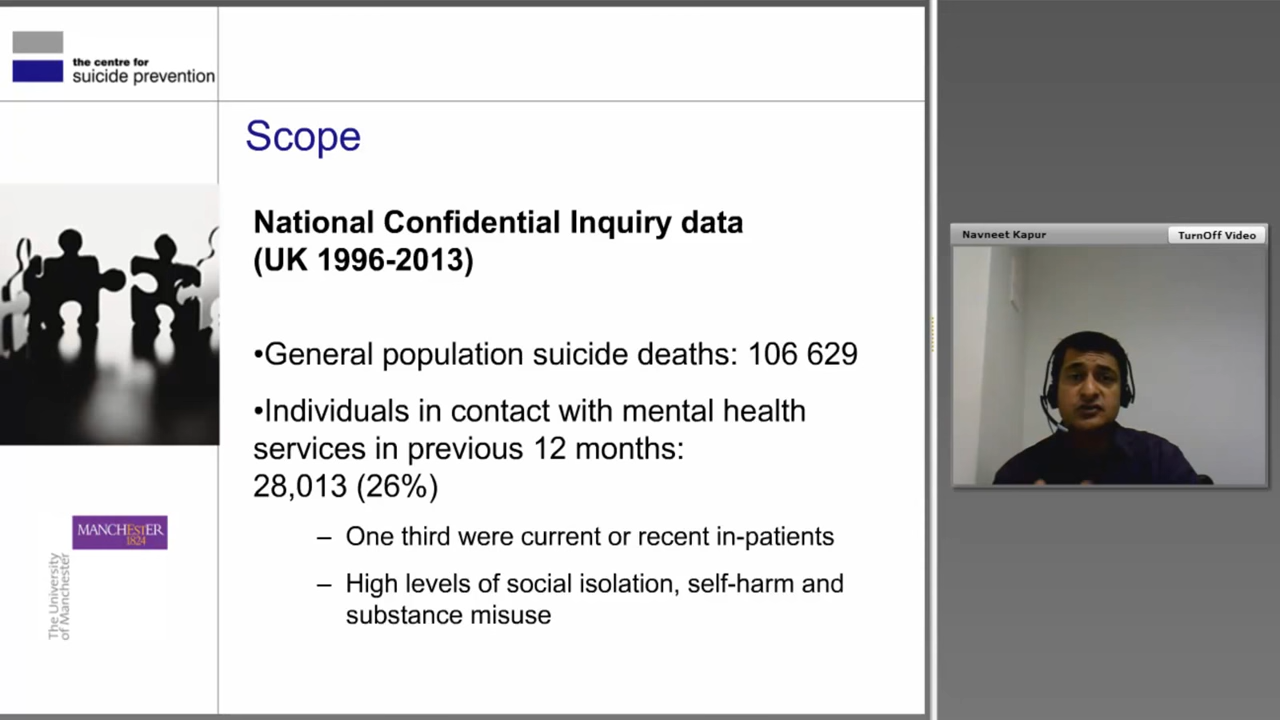 the centre for
suicide prevention
Scope
National Confidential Inquiry data
(UK 1996-2013)
•General population suicide deaths: 106 629
•Individuals in contact with mental health
services in previous 12 months:
28,013 (26%)
– One third were current or recent in-patients
– High levels of social isolation, self-harm and
substance misuse
MANCHESTER
1824
The University
of Manchester
Navneet Kapur
TurnOff Video